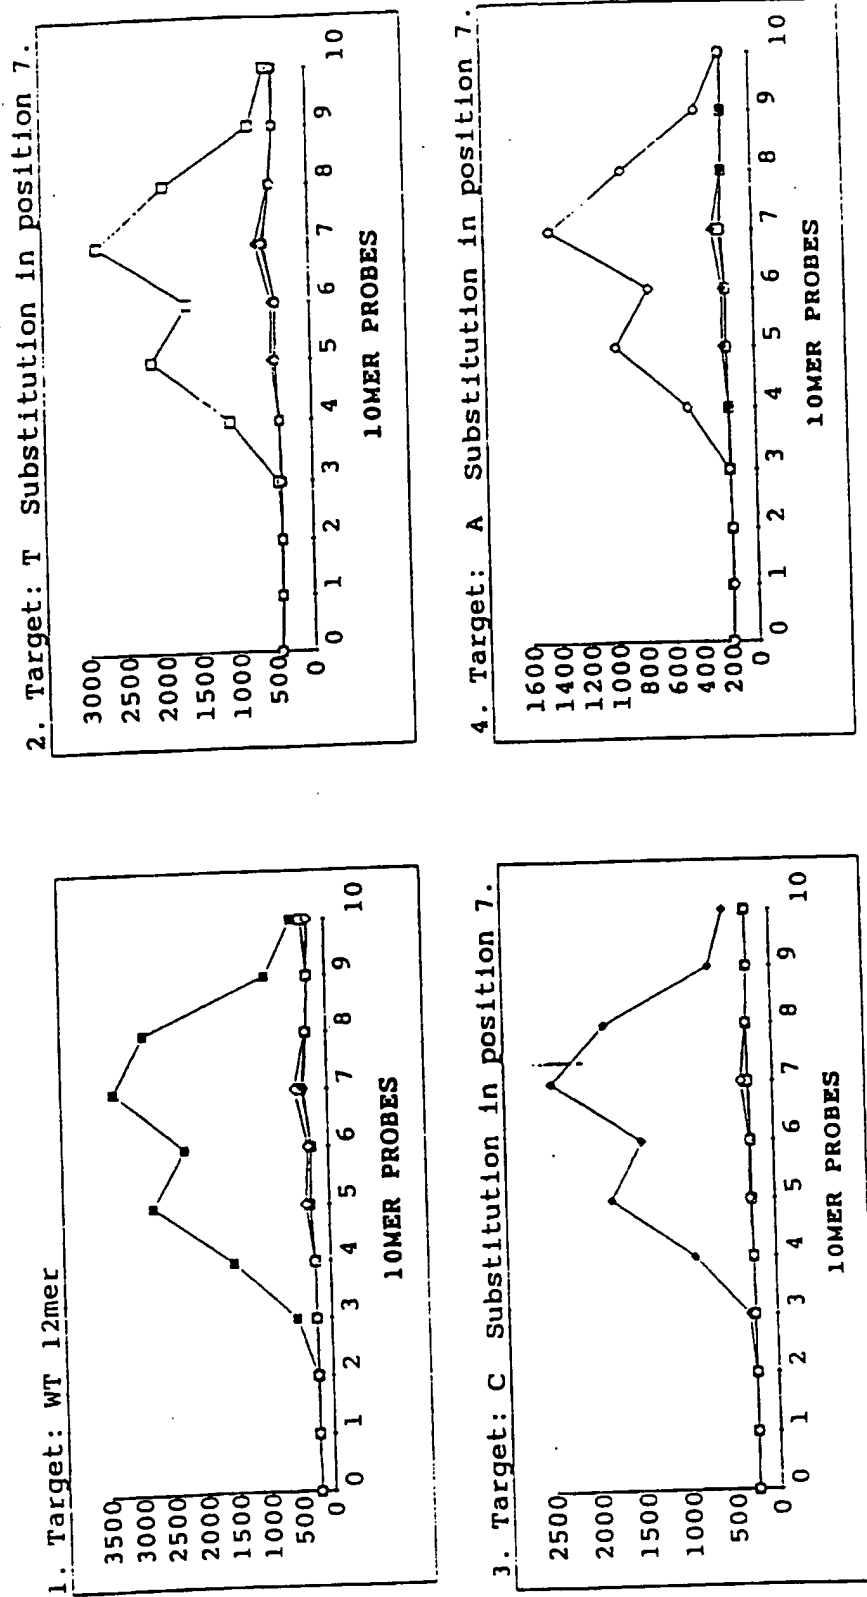 1. Target: WT 12mer
3500
3000
2500
2000
1500
1000
500
0
0 1 2 3 4 5 6 7 8 9 10
10MER PROBES
2. Target: T Substitution in position 7.
3000
2500
2000
1500
1000
500
0
0 1 2 3 4 5 6 7 8 9 10
10MER PROBES
3. Target: C Substitution in position 7.
2500
2000
1500
1000
500
0
0 1 2 3 4 5 6 7 8 9 10
10MER PROBES
4. Target: A Substitution in position 7.
1600
1400
1200
1000
800
600
400
200
0
0 1 2 3 4 5 6 7 8 9 10
10MER PROBES